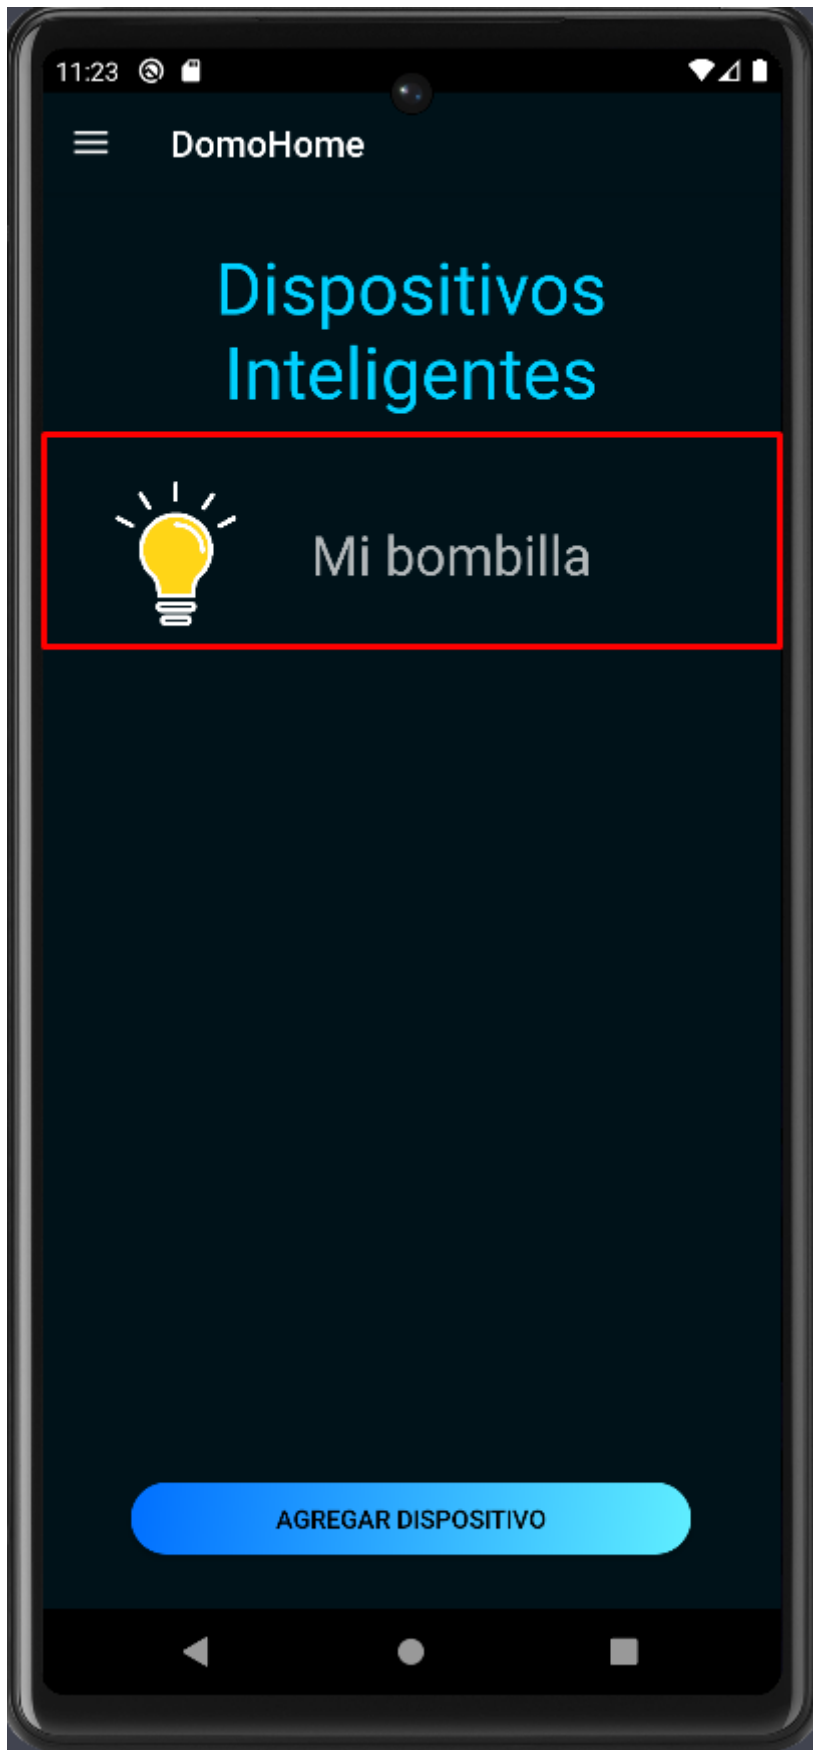 11:23
DomoHome
Dispositivos
Inteligentes
Mi bombilla
AGREGAR DISPOSITIVO